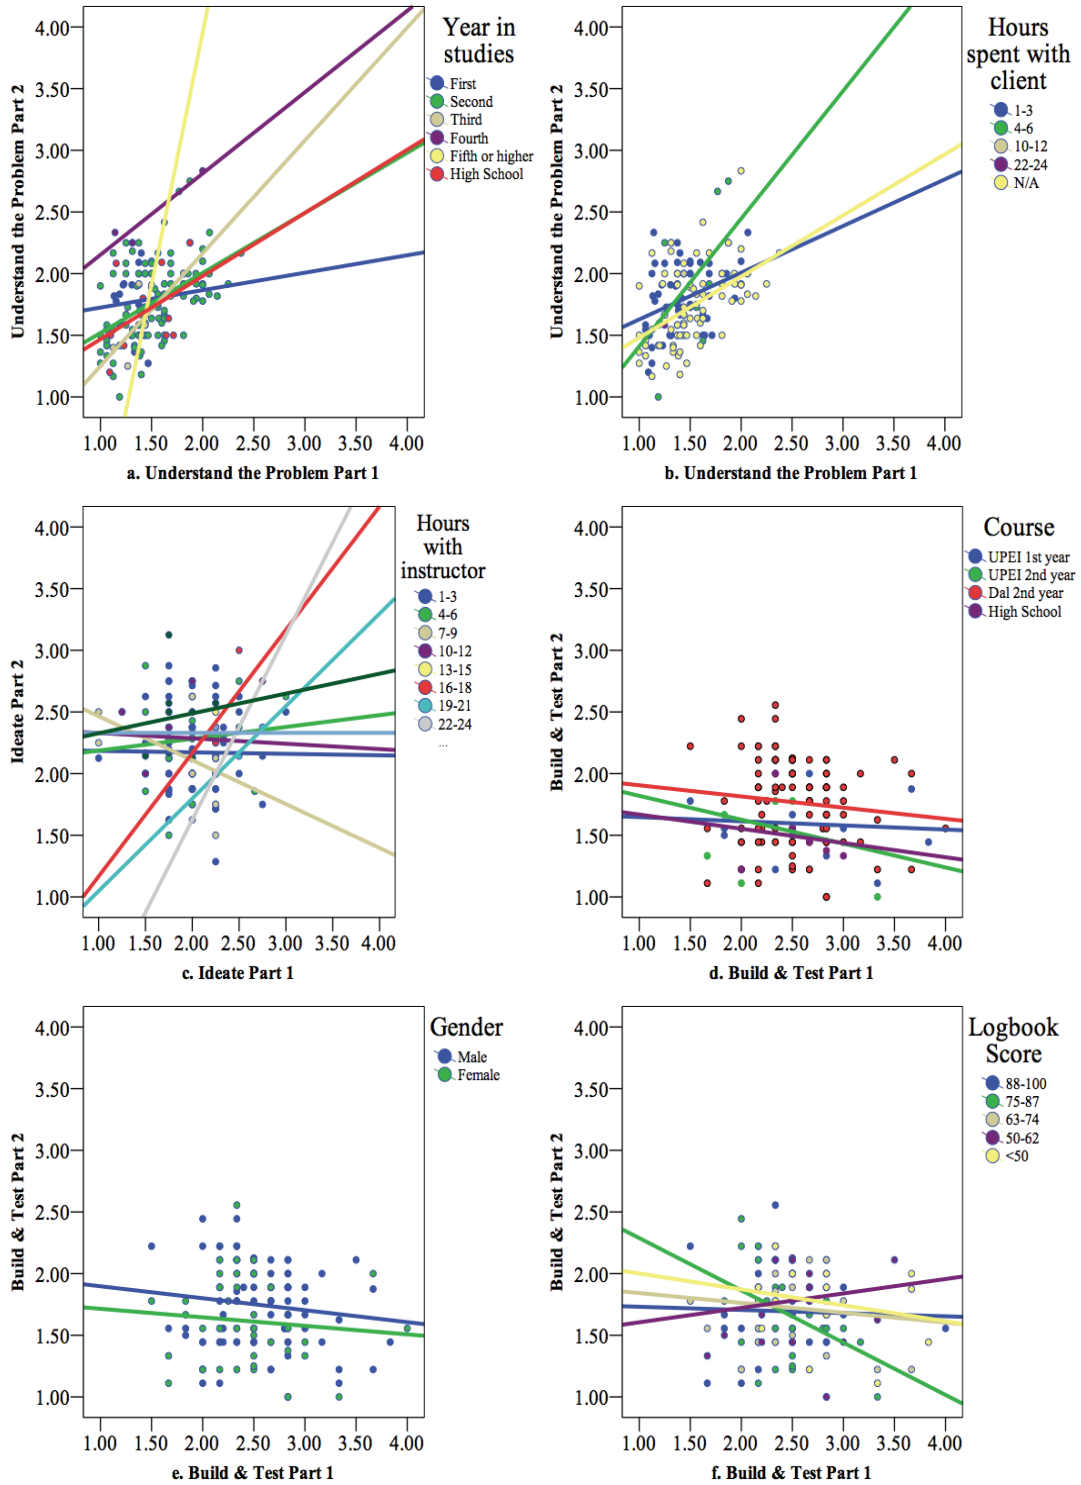 Year in
studies
First
Second
Third
Fourth
Fifth or higher
High School
Understand the Problem Part 2
4.00
3.50
3.00
2.50
2.00
1.50
1.00
1.00 1.50 2.00 2.50 3.00 3.50 4.00
a. Understand the Problem Part 1
Hours
spent with
client
1-3
4-6
10-12
22-24
N/A
Understand the Problem Part 2
4.00
3.50
3.00
2.50
2.00
1.50
1.00
1.00 1.50 2.00 2.50 3.00 3.50 4.00
b. Understand the Problem Part 1
Hours
with
instructor
1-3
4-6
7-9
10-12
13-15
16-18
19-21
22-24
...
Ideate Part 2
4.00
3.50
3.00
2.50
2.00
1.50
1.00
1.00 1.50 2.00 2.50 3.00 3.50 4.00
c. Ideate Part 1
Course
UPEI 1st year
UPEI 2nd year
Dal 2nd year
High School
Build & Test Part 2
4.00
3.50
3.00
2.50
2.00
1.50
1.00
1.00 1.50 2.00 2.50 3.00 3.50 4.00
d. Build & Test Part 1
Gender
Male
Female
Build & Test Part 2
4.00
3.50
3.00
2.50
2.00
1.50
1.00
1.00 1.50 2.00 2.50 3.00 3.50 4.00
e. Build & Test Part 1
Logbook
Score
88-100
75-87
63-74
50-62
<50
Build & Test Part 2
4.00
3.50
3.00
2.50
2.00
1.50
1.00
1.00 1.50 2.00 2.50 3.00 3.50 4.00
f. Build & Test Part 1